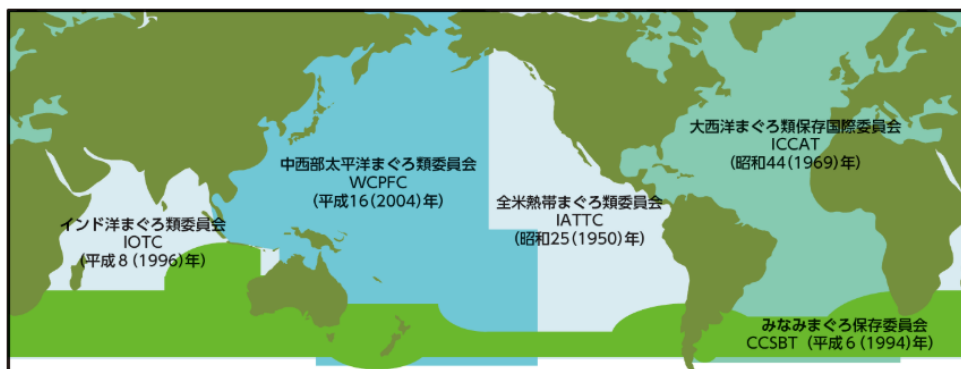 大西洋まぐろ類保存国際委員会
ICCAT
(昭和44(1969)年)
中西部太平洋まぐろ類委員会
WCPFC
(平成16(2004)年)
全米熱帯まぐろ類委員会
IATTC
(昭和25(1950)年)
インド洋まぐろ類委員会
IOTC
(平成8(1996)年)
みなみまぐろ保存委員会
CCSBT (平成6(1994)年)